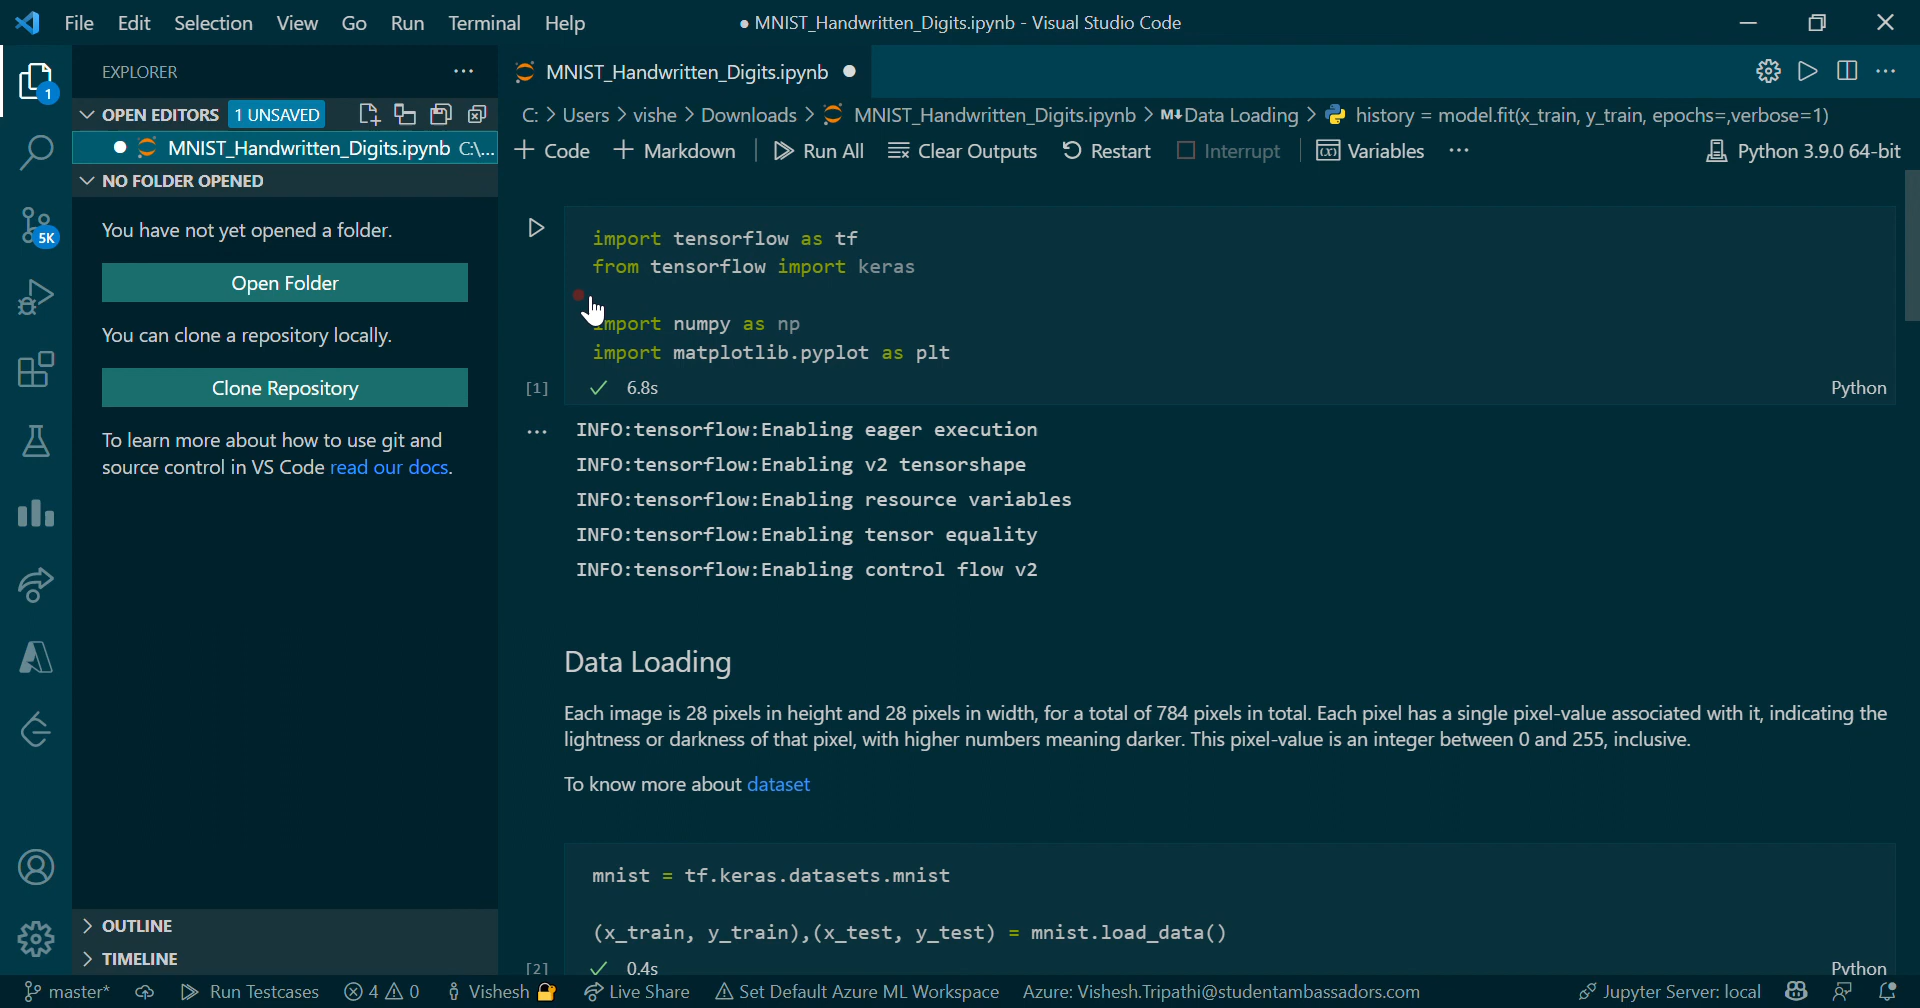 File Edit Selection View Go Run Terminal Help
● MNIST_Handwritten_Digits.ipynb - Visual Studio Code
EXPLORER
OPEN EDITORS 1 UNSAVED
MNIST_Handwritten_Digits.ipynb C:\...
NO FOLDER OPENED
You have not yet opened a folder.
Open Folder
You can clone a repository locally.
Clone Repository
To learn more about how to use git and
source control in VS Code read our docs.
OUTLINE
TIMELINE
1
5K
MNIST_Handwritten_Digits.ipynb ●
C: > Users > vishe > Downloads > MNIST_Handwritten_Digits.ipynb > M↓Data Loading > history = model.fit(x_train, y_train, epochs=,verbose=1)
+ Code + Markdown Run All Clear Outputs Restart Interrupt Variables ··· Python 3.9.0 64-bit
import tensorflow as tf
from tensorflow import keras
import numpy as np
import matplotlib.pyplot as plt
[1] ✓ 6.8s Python
... INFO:tensorflow:Enabling eager execution
INFO:tensorflow:Enabling v2 tensorshape
INFO:tensorflow:Enabling resource variables
INFO:tensorflow:Enabling tensor equality
INFO:tensorflow:Enabling control flow v2
Data Loading
Each image is 28 pixels in height and 28 pixels in width, for a total of 784 pixels in total. Each pixel has a single pixel-value associated with it, indicating the
lightness or darkness of that pixel, with higher numbers meaning darker. This pixel-value is an integer between 0 and 255, inclusive.
To know more about dataset
mnist = tf.keras.datasets.mnist
(x_train, y_train),(x_test, y_test) = mnist.load_data()
[2] ✓ 0.4s Python
master* Run Testcases 4 0 Vishesh Live Share Set Default Azure ML Workspace Azure: Vishesh.Tripathi@studentambassadors.com Jupyter Server: local